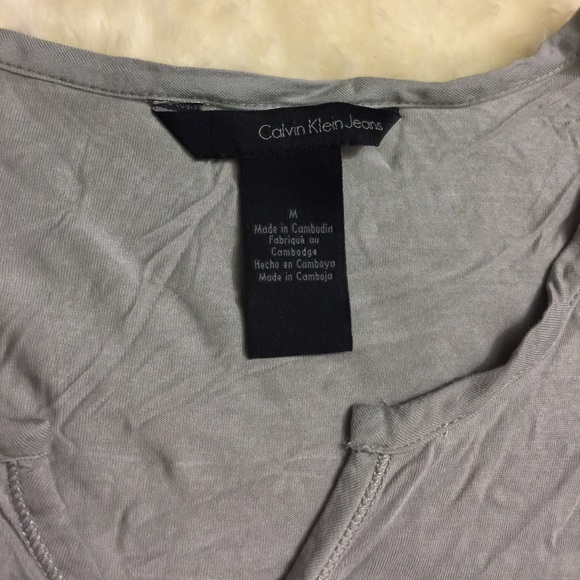 Calvin Klein Jeans
M
Made in Cambodia
Fabriqué au
Cambodge
Hecho en Camboya
Made in Camboja